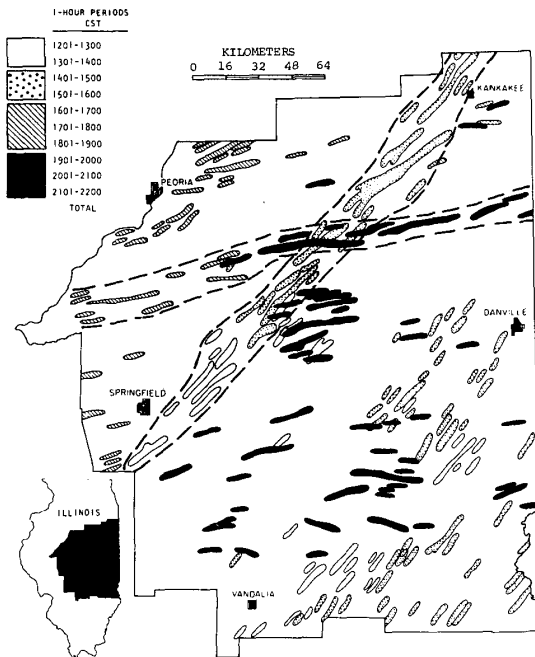 1-HOUR PERIODS
CST
1201-1300
1301-1400
1401-1500
1501-1600
1601-1700
1701-1800
1801-1900
1901-2000
2001-2100
2101-2200
TOTAL
KILOMETERS
0 16 32 48 64
KANKAKEE
PEORIA
DANVILLE
SPRINGFIELD
ILLINOIS
VANDALIA